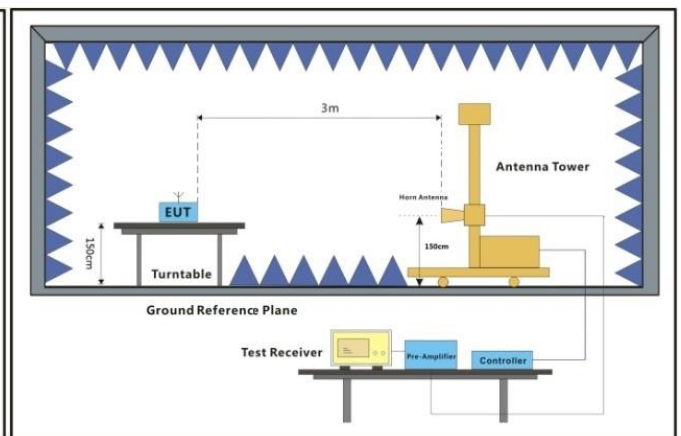 3m
Antenna Tower
Horn Antenna
EUT
150cm
150cm
Turntable
Ground Reference Plane
Test Receiver
Pre-Amplifier
Controller